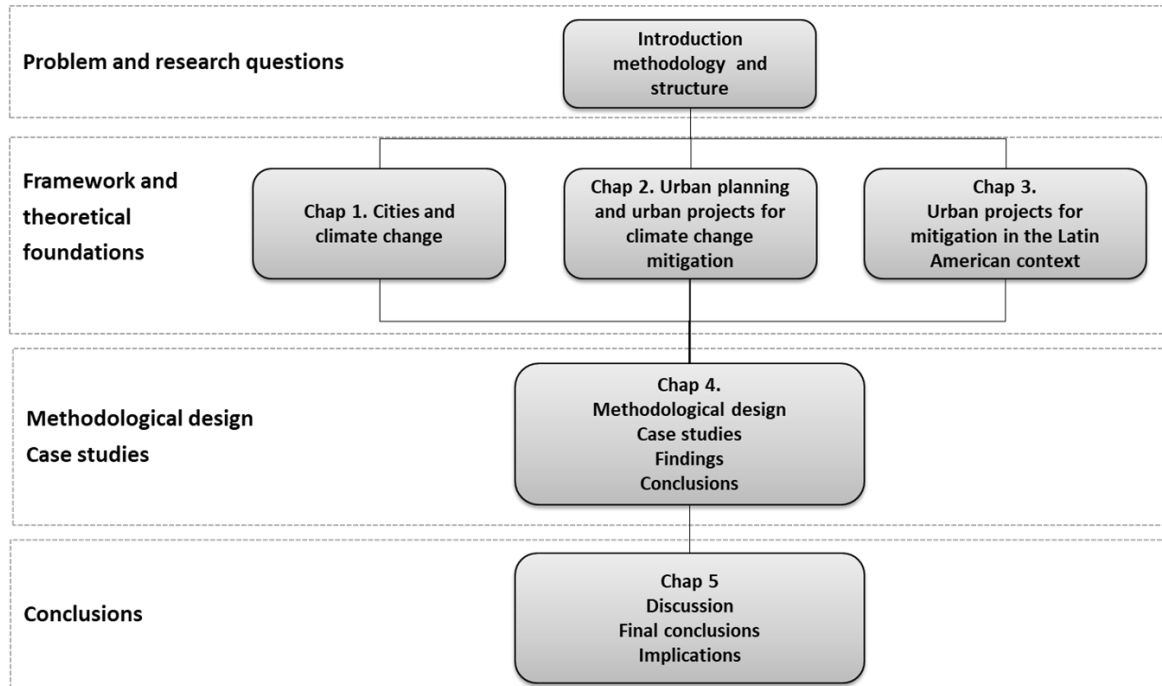 Problem and research questions
Introduction
methodology and
structure
Framework and
theoretical
foundations
Chap 1. Cities and
climate change
Chap 2. Urban planning
and urban projects for
climate change
mitigation
Chap 3.
Urban projects for
mitigation in the Latin
American context
Methodological design
Case studies
Chap 4.
Methodological design
Case studies
Findings
Conclusions
Conclusions
Chap 5
Discussion
Final conclusions
Implications